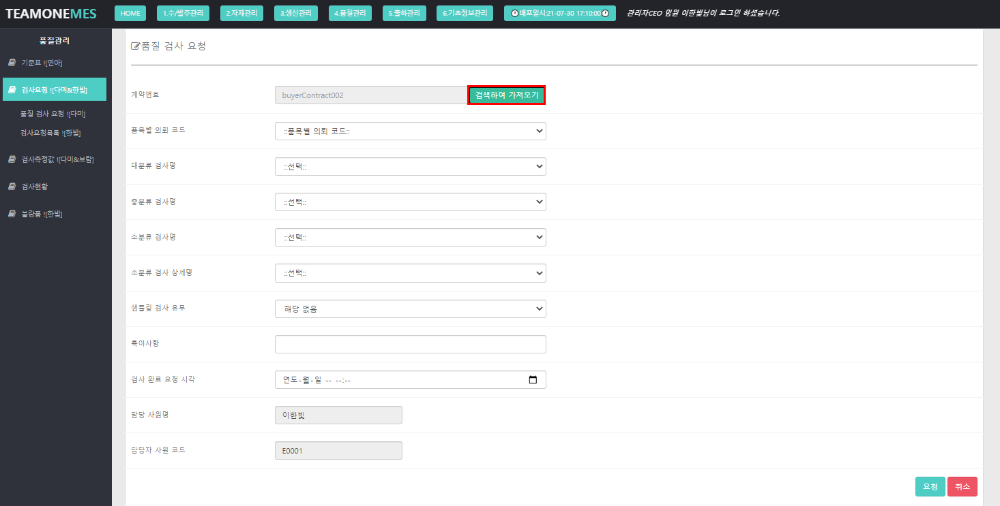 TEAMONEMES HOME 1.수/발주관리 2.자재관리 3.생산관리 4.품질관리 5.출하관리 6.기초정보관리 배포일시:21-07-30 17:10:00 관리자CEO 임원 이한빛님이 로그인 하셨습니다.
품질관리
기준표 ![민아]
검사요청 ![다미&한빛]
품질 검사 요청 ![다미]
검사요청목록 ![한빛]
검사측정값 ![다미&보람]
검사현황
불량품 ![한빛]
품질 검사 요청
계약번호 buyerContract002 검색하여 가져오기
품목별 의뢰 코드 ::품목별 의뢰 코드::
대분류 검사명 ::선택::
중분류 검사명 ::선택::
소분류 검사명 ::선택::
소분류 검사 상세명 ::선택::
샘플링 검사 유무 해당 없음
특이사항
검사 완료 요청 시각 연도-월-일 -- --:--
담당 사원명 이한빛
담당자 사원 코드 E0001
요청 취소